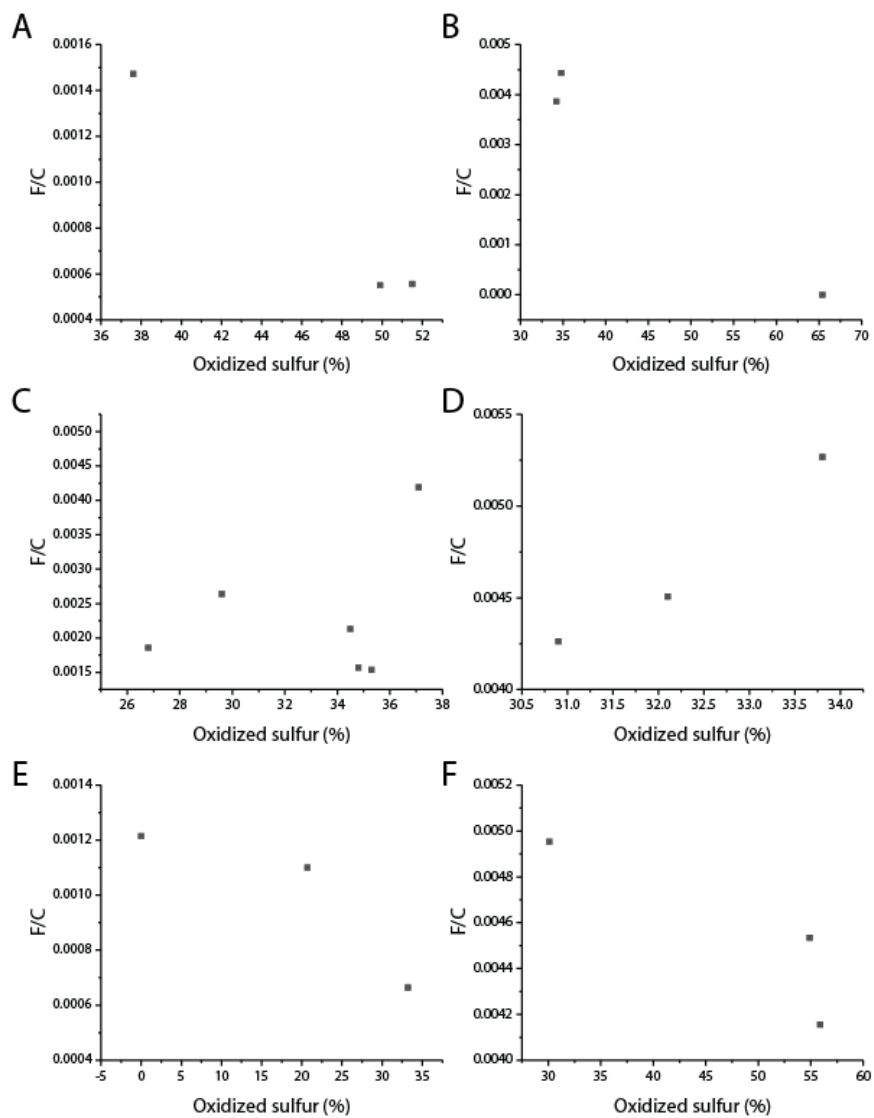 A
0.0016
0.0014
0.0012
0.0010
0.0008
0.0006
0.0004
F/C
36 38 40 42 44 46 48 50 52
Oxidized sulfur (%)
B
0.005
0.004
0.003
0.002
0.001
0.000
F/C
30 35 40 45 50 55 60 65 70
Oxidized sulfur (%)
C
0.0050
0.0045
0.0040
0.0035
0.0030
0.0025
0.0020
0.0015
F/C
26 28 30 32 34 36 38
Oxidized sulfur (%)
D
0.0055
0.0050
0.0045
0.0040
F/C
30.5 31.0 31.5 32.0 32.5 33.0 33.5 34.0
Oxidized sulfur (%)
E
0.0014
0.0012
0.0010
0.0008
0.0006
0.0004
F/C
-5 0 5 10 15 20 25 30 35
Oxidized sulfur (%)
F
0.0052
0.0050
0.0048
0.0046
0.0044
0.0042
0.0040
F/C
30 35 40 45 50 55 60
Oxidized sulfur (%)